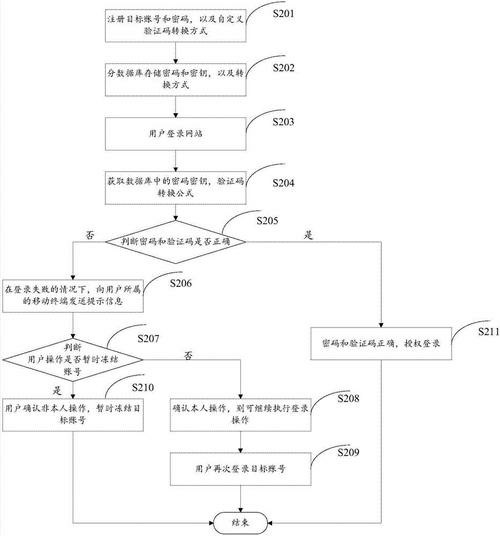 注册目标账号和密码，以及自定义
验证码转换方式
S201
分数据库存储密码和密钥，以及转
换方式
S202
用户登录网站
S203
获取数据库中的密码密钥，验证码
转换公式
S204
判断密码和验证码是否正确
S205
否
是
在登录失败的情况下，向用户所属
的移动终端发送提示信息
S206
判断
用户操作是否暂时冻结
账号
S207
密码和验证码正确，授权登录
S211
是
否
用户确认非本人操作，暂时冻结目
标账号
S210
确认本人操作，则可继续执行登录
操作
S208
用户再次登录目标账号
S209
结束